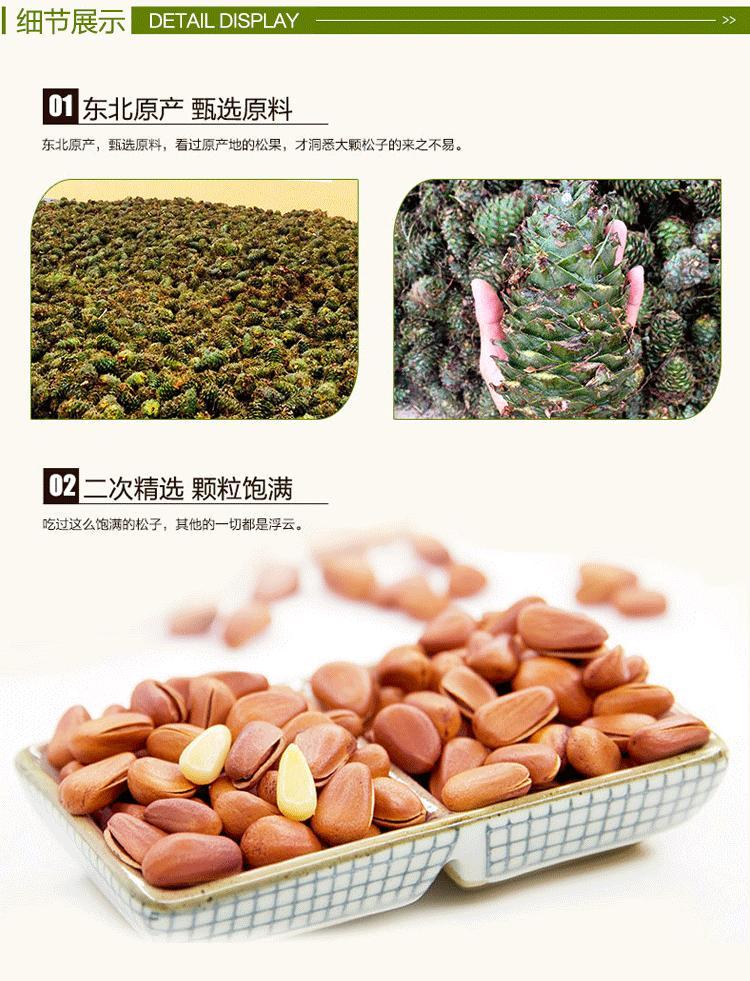 细节展示 DETAIL DISPLAY >>
01 东北原产 甄选原料
东北原产，甄选原料，看过原产地的松果，才洞悉大颗松子的来之不易。
02 二次精选 颗粒饱满
吃过这么饱满的松子，其他的一切都是浮云。